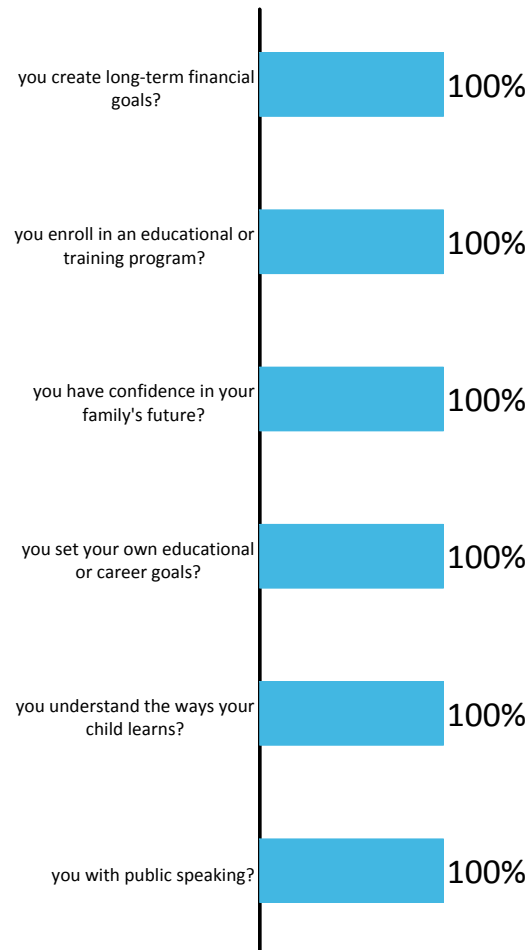 you create long-term financial
goals?
100%
you enroll in an educational or
training program?
100%
you have confidence in your
family's future?
100%
you set your own educational
or career goals?
100%
you understand the ways your
child learns?
100%
you with public speaking?
100%